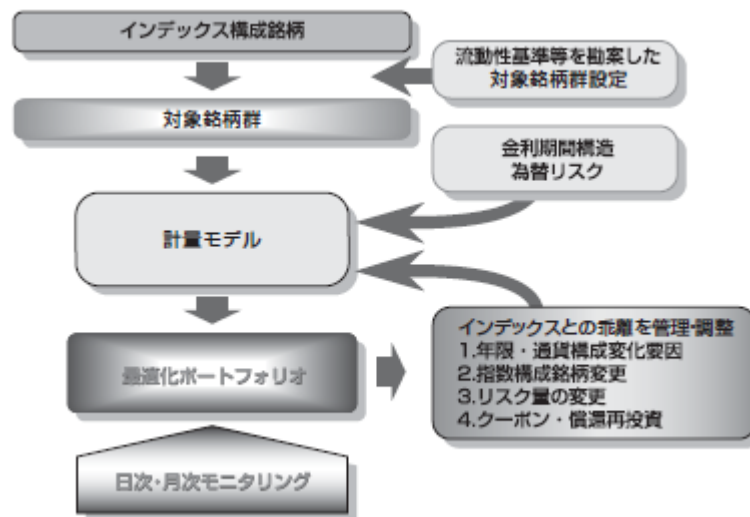 インデックス構成銘柄
流動性基準等を勘案した
対象銘柄群設定
対象銘柄群
金利期間構造
為替リスク
計量モデル
インデックスとの乖離を管理・調整
1.年限・通貨構成変化要因
2.指数構成銘柄変更
3.リスク量の変更
4.クーポン・償還再投資
最適化ポートフォリオ
日次・月次モニタリング